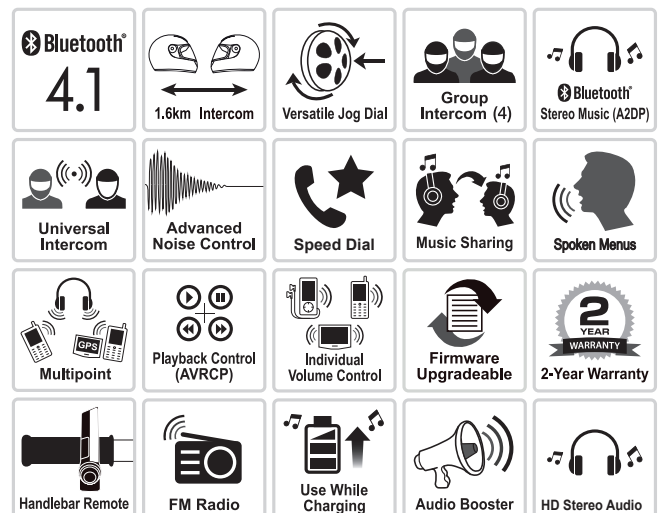 Bluetooth®
4.1
1.6km Intercom
Versatile Jog Dial
Group
Intercom (4)
Bluetooth®
Stereo Music (A2DP)
Universal
Intercom
Advanced
Noise Control
Speed Dial
Music Sharing
Spoken Menus
GPS
Multipoint
Playback Control
(AVRCP)
Individual
Volume Control
Firmware
Upgradeable
2
YEAR
WARRANTY
2-Year Warranty
Handlebar Remote
FM Radio
Use While
Charging
Audio Booster
HD Stereo Audio